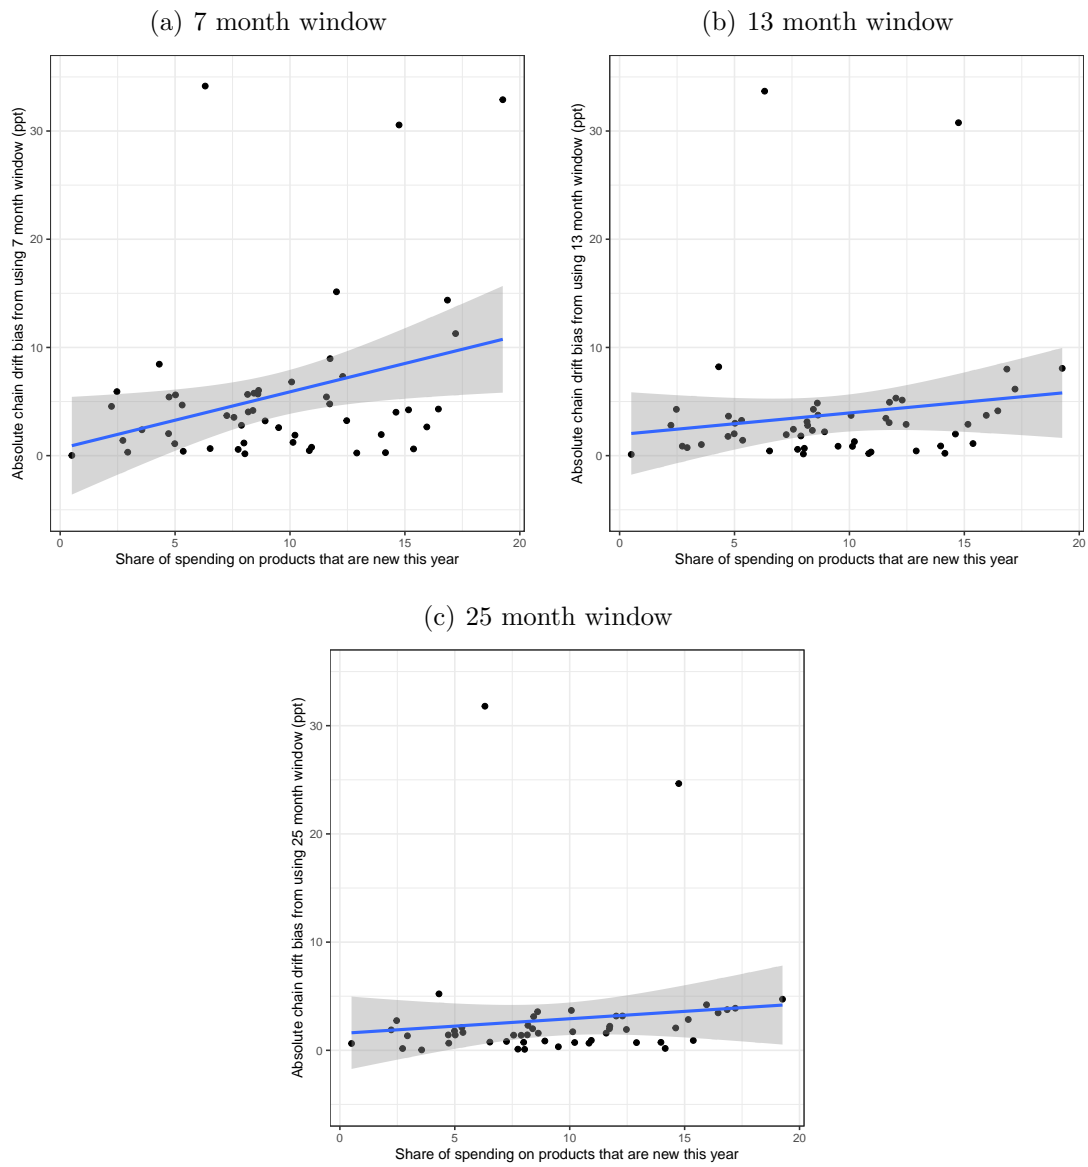 (a) 7 month window
Absolute chain drift bias from using 7 month window (ppt)
30
20
10
0
0 5 10 15 20
Share of spending on products that are new this year
(b) 13 month window
Absolute chain drift bias from using 13 month window (ppt)
30
20
10
0
0 5 10 15 20
Share of spending on products that are new this year
(c) 25 month window
Absolute chain drift bias from using 25 month window (ppt)
30
20
10
0
0 5 10 15 20
Share of spending on products that are new this year